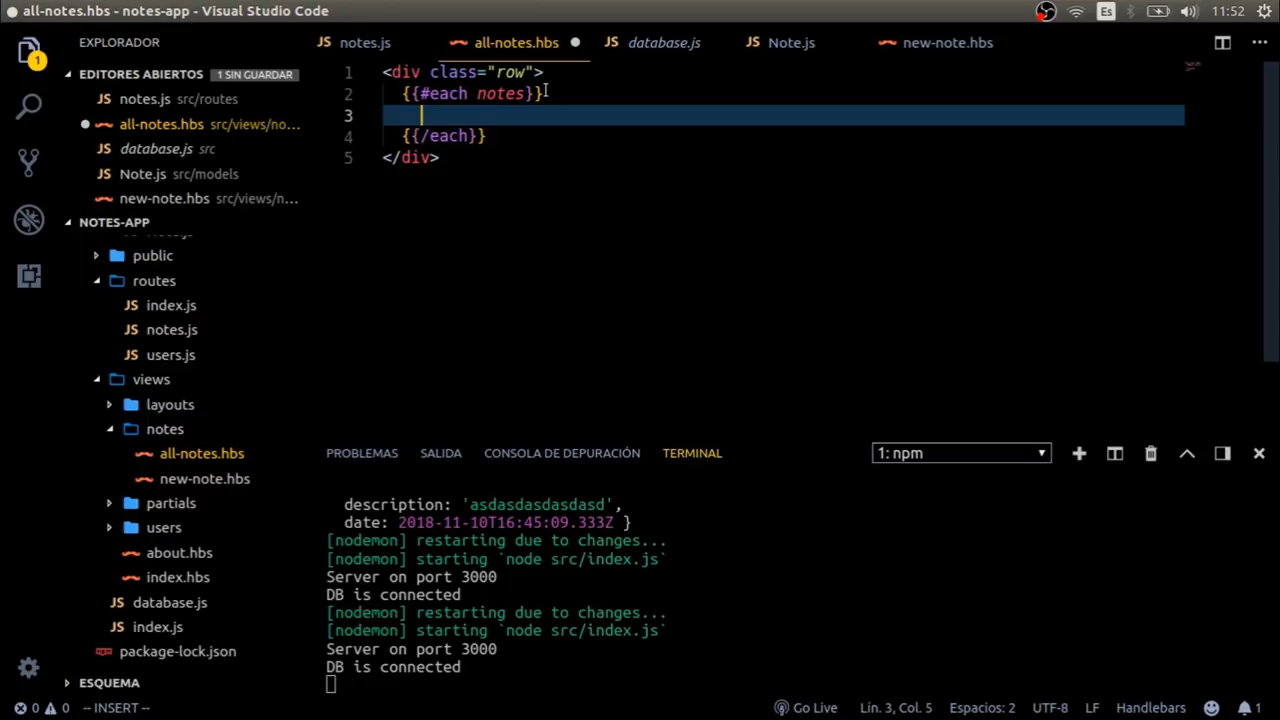 all-notes.hbs - notes-app - Visual Studio Code
Es
11:52
EXPLORADOR
EDITORES ABIERTOS 1 SIN GUARDAR
notes.js src/routes
all-notes.hbs src/views/no...
database.js src
Note.js src/models
new-note.hbs src/views/n...
NOTES-APP
public
routes
index.js
notes.js
users.js
views
layouts
notes
all-notes.hbs
new-note.hbs
partials
users
about.hbs
index.hbs
database.js
index.js
package-lock.json
ESQUEMA
1
JS notes.js
all-notes.hbs
JS database.js
JS Note.js
new-note.hbs
1 <div class="row">
2 {{#each notes}}
3
4 {{/each}}
5 </div>
PROBLEMAS SALIDA CONSOLA DE DEPURACIÓN TERMINAL
1: npm
description: 'asdasdasdasdasd',
date: 2018-11-10T16:45:09.333Z }
[nodemon] restarting due to changes...
[nodemon] starting `node src/index.js`
Server on port 3000
DB is connected
[nodemon] restarting due to changes...
[nodemon] starting `node src/index.js`
Server on port 3000
DB is connected
0 0 -- INSERT --
Go Live Lín. 3, Col. 5 Espacios: 2 UTF-8 LF Handlebars 1